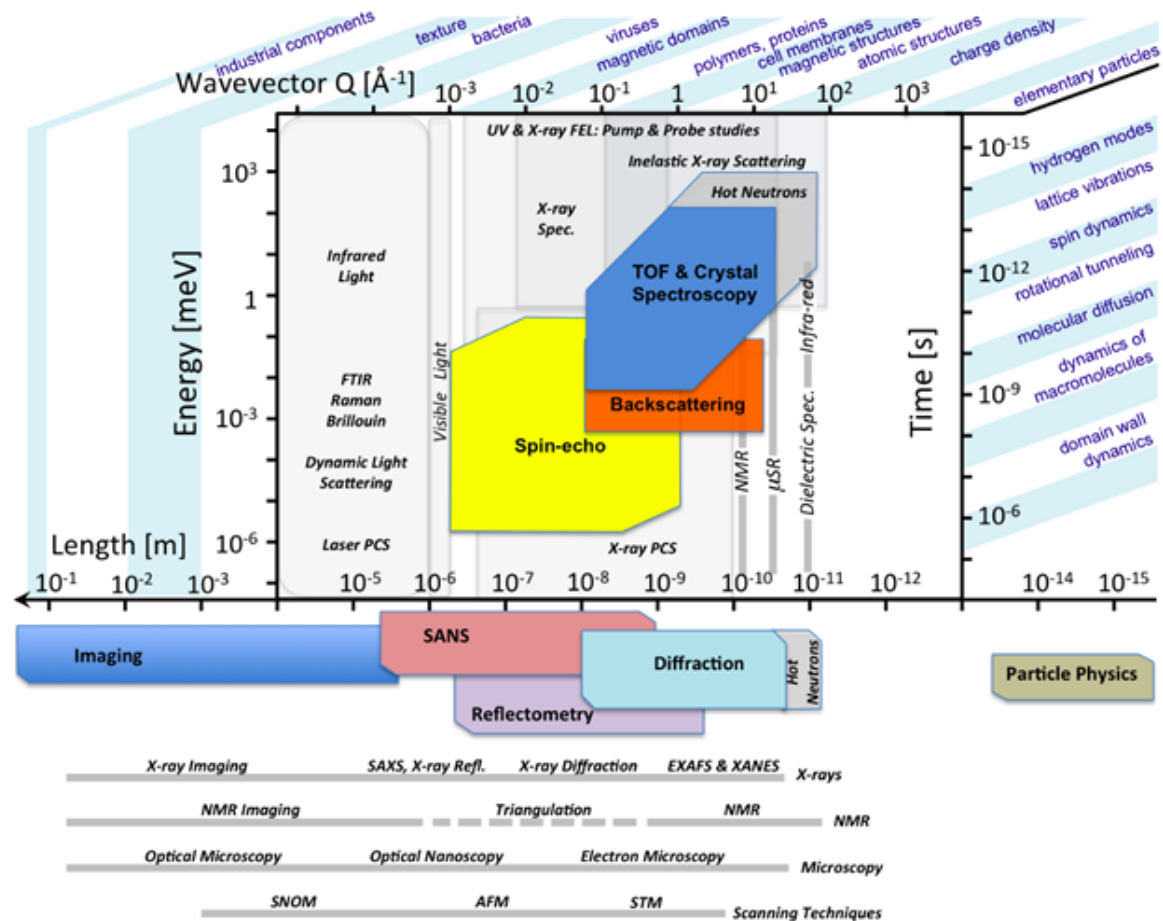 industrial components
texture
bacteria
viruses
magnetic domains
polymers, proteins
cell membranes
magnetic structures
atomic structures
charge density
elementary particles
Wavevector Q [Å⁻¹]
10⁻³ 10⁻² 10⁻¹ 1 10¹ 10² 10³
UV & X-ray FEL: Pump & Probe studies
Inelastic X-ray Scattering
Hot Neutrons
X-ray
Spec.
Infrared
Light
TOF & Crystal
Spectroscopy
Energy [meV]
10³
1
10⁻³
10⁻⁶
Visible Light
FTIR
Raman
Brillouin
Backscattering
Spin-echo
Dynamic Light
Scattering
Laser PCS
X-ray PCS
NMR
μSR
Dielectric Spec.
Infra-red
Time [s]
10⁻¹⁵
10⁻¹²
10⁻⁹
10⁻⁶
hydrogen modes
lattice vibrations
spin dynamics
rotational tunneling
molecular diffusion
dynamics of
macromolecules
domain wall
dynamics
Length [m]
10⁻¹ 10⁻² 10⁻³ 10⁻⁵ 10⁻⁶ 10⁻⁷ 10⁻⁸ 10⁻⁹ 10⁻¹⁰ 10⁻¹¹ 10⁻¹² 10⁻¹⁴ 10⁻¹⁵
Imaging
SANS
Diffraction
Hot
Neutrons
Particle Physics
Reflectometry
X-ray Imaging SAXS, X-ray Refl. X-ray Diffraction EXAFS & XANES X-rays
NMR Imaging Triangulation NMR NMR
Optical Microscopy Optical Nanoscopy Electron Microscopy Microscopy
SNOM AFM STM Scanning Techniques